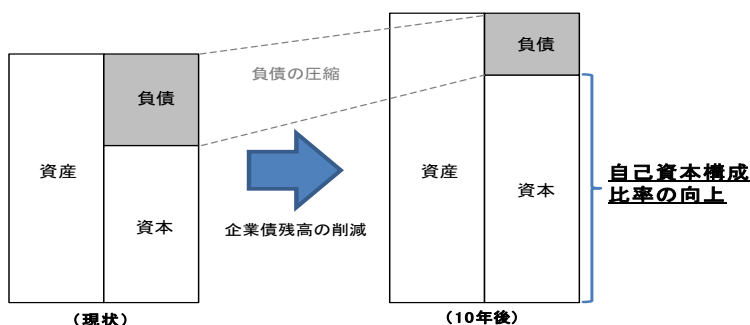 負債
負債
負債の圧縮
資産
資産
資本
資本
自己資本構成
比率の向上
企業債残高の削減
（現状）
（10年後）